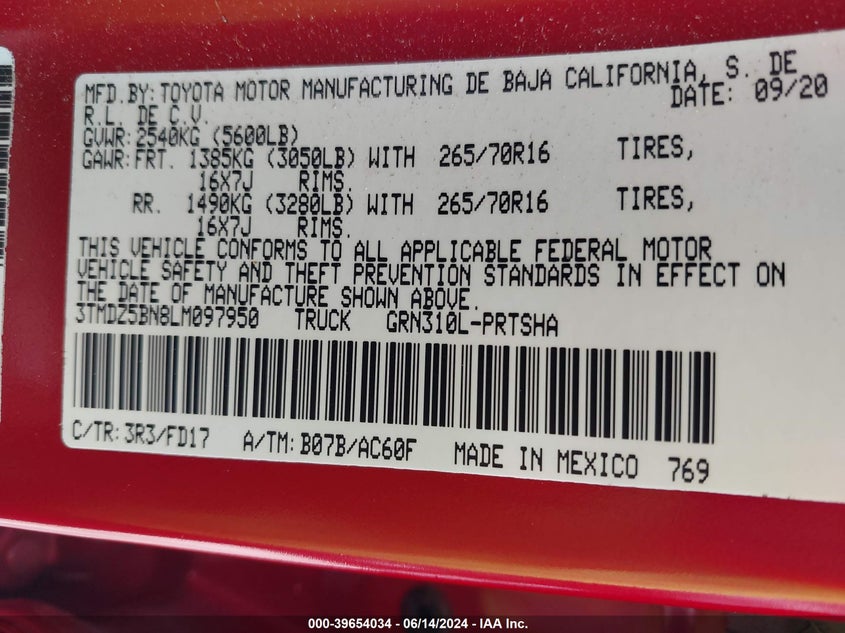 MFD.BY:TOYOTA MOTOR MANUFACTURING DE BAJA CALIFORNIA, S. DE
R.L. DE C.V. DATE: 09/20
GVWR:2540KG (5600LB)
GAWR:FRT. 1385KG (3050LB) WITH 265/70R16 TIRES,
16X7J RIMS.
RR. 1490KG (3280LB) WITH 265/70R16 TIRES,
16X7J RIMS.
THIS VEHICLE CONFORMS TO ALL APPLICABLE FEDERAL MOTOR
VEHICLE SAFETY AND THEFT PREVENTION STANDARDS IN EFFECT ON
THE DATE OF MANUFACTURE SHOWN ABOVE.
3TMDZ5BN8LM097950 TRUCK GRN310L-PRTSHA
C/TR:3R3/FD17 A/TM:B07B/AC60F MADE IN MEXICO 769
000-39654034 - 06/14/2024 - IAA Inc.